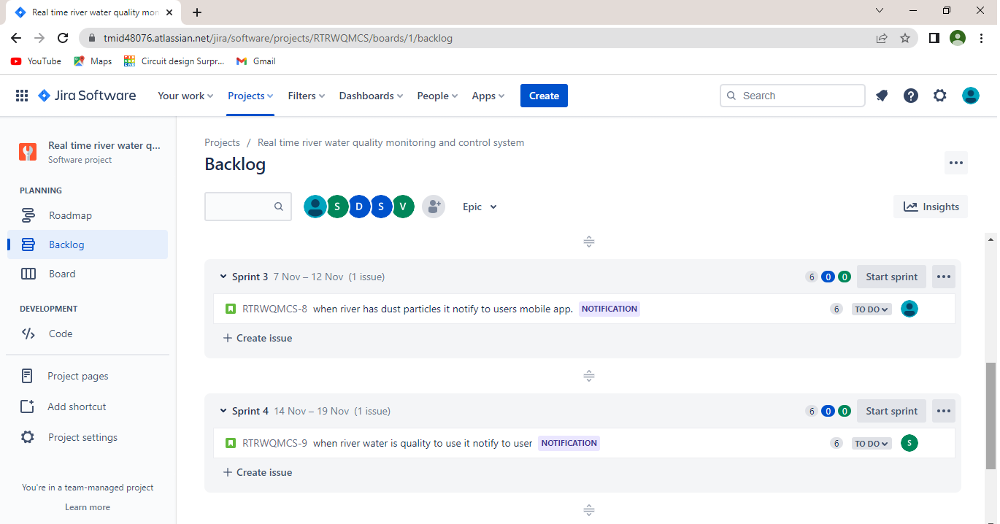 Real time river water quality mon
tmid48076.atlassian.net/jira/software/projects/RTRWQMCS/boards/1/backlog
YouTube Maps Circuit design Surpr... Gmail
Jira Software Your work Projects Filters Dashboards People Apps Create Search
Real time river water q...
Software project
PLANNING
Roadmap
Backlog
Board
DEVELOPMENT
Code
Project pages
Add shortcut
Project settings
You're in a team-managed project
Learn more
Projects / Real time river water quality monitoring and control system
Backlog
S D S V Epic Insights
Sprint 3 7 Nov – 12 Nov (1 issue) 6 0 0 Start sprint
RTRWQMCS-8 when river has dust particles it notify to users mobile app. NOTIFICATION 6 TO DO
+ Create issue
Sprint 4 14 Nov – 19 Nov (1 issue) 6 0 0 Start sprint
RTRWQMCS-9 when river water is quality to use it notify to user NOTIFICATION 6 TO DO S
+ Create issue